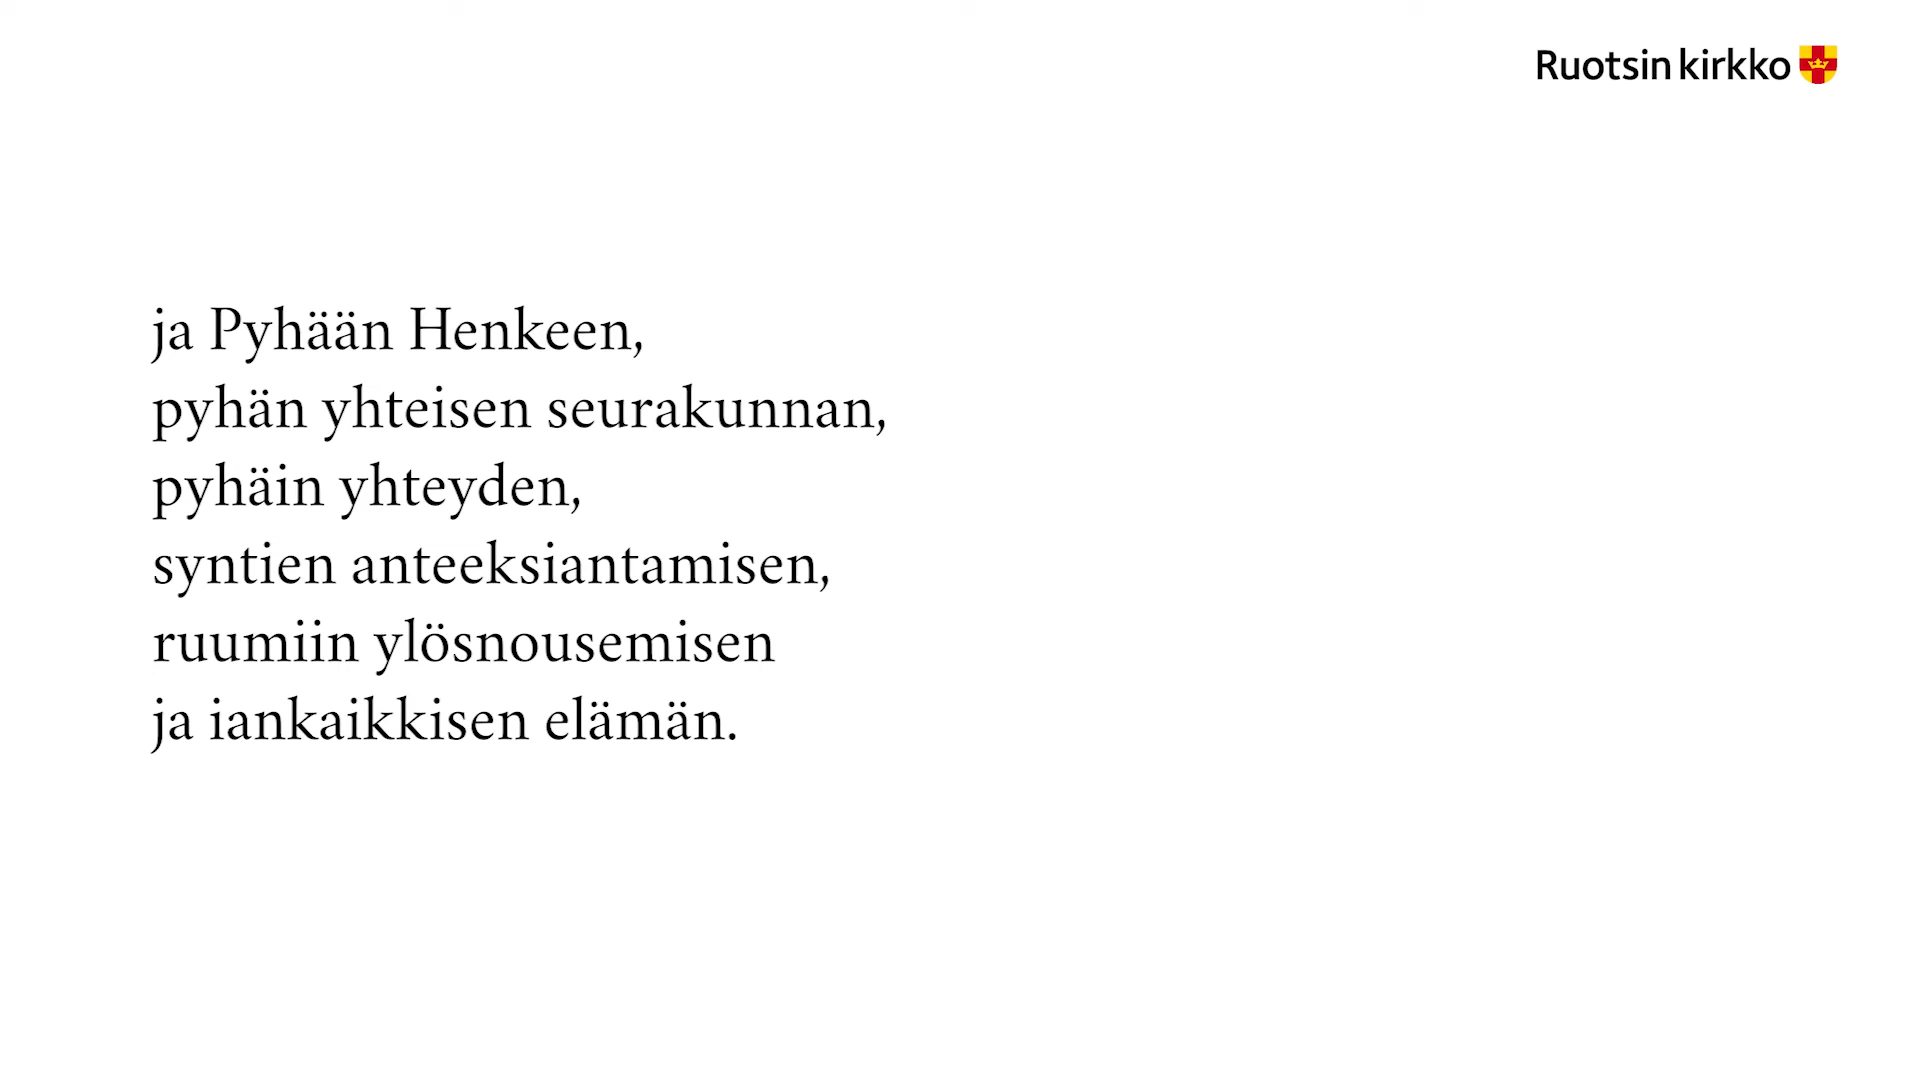 Ruotsin kirkko
ja Pyhään Henkeen,
pyhän yhteisen seurakunnan,
pyhäin yhteyden,
syntien anteeksiantamisen,
ruumiin ylösnousemisen
ja iankaikkisen elämän.